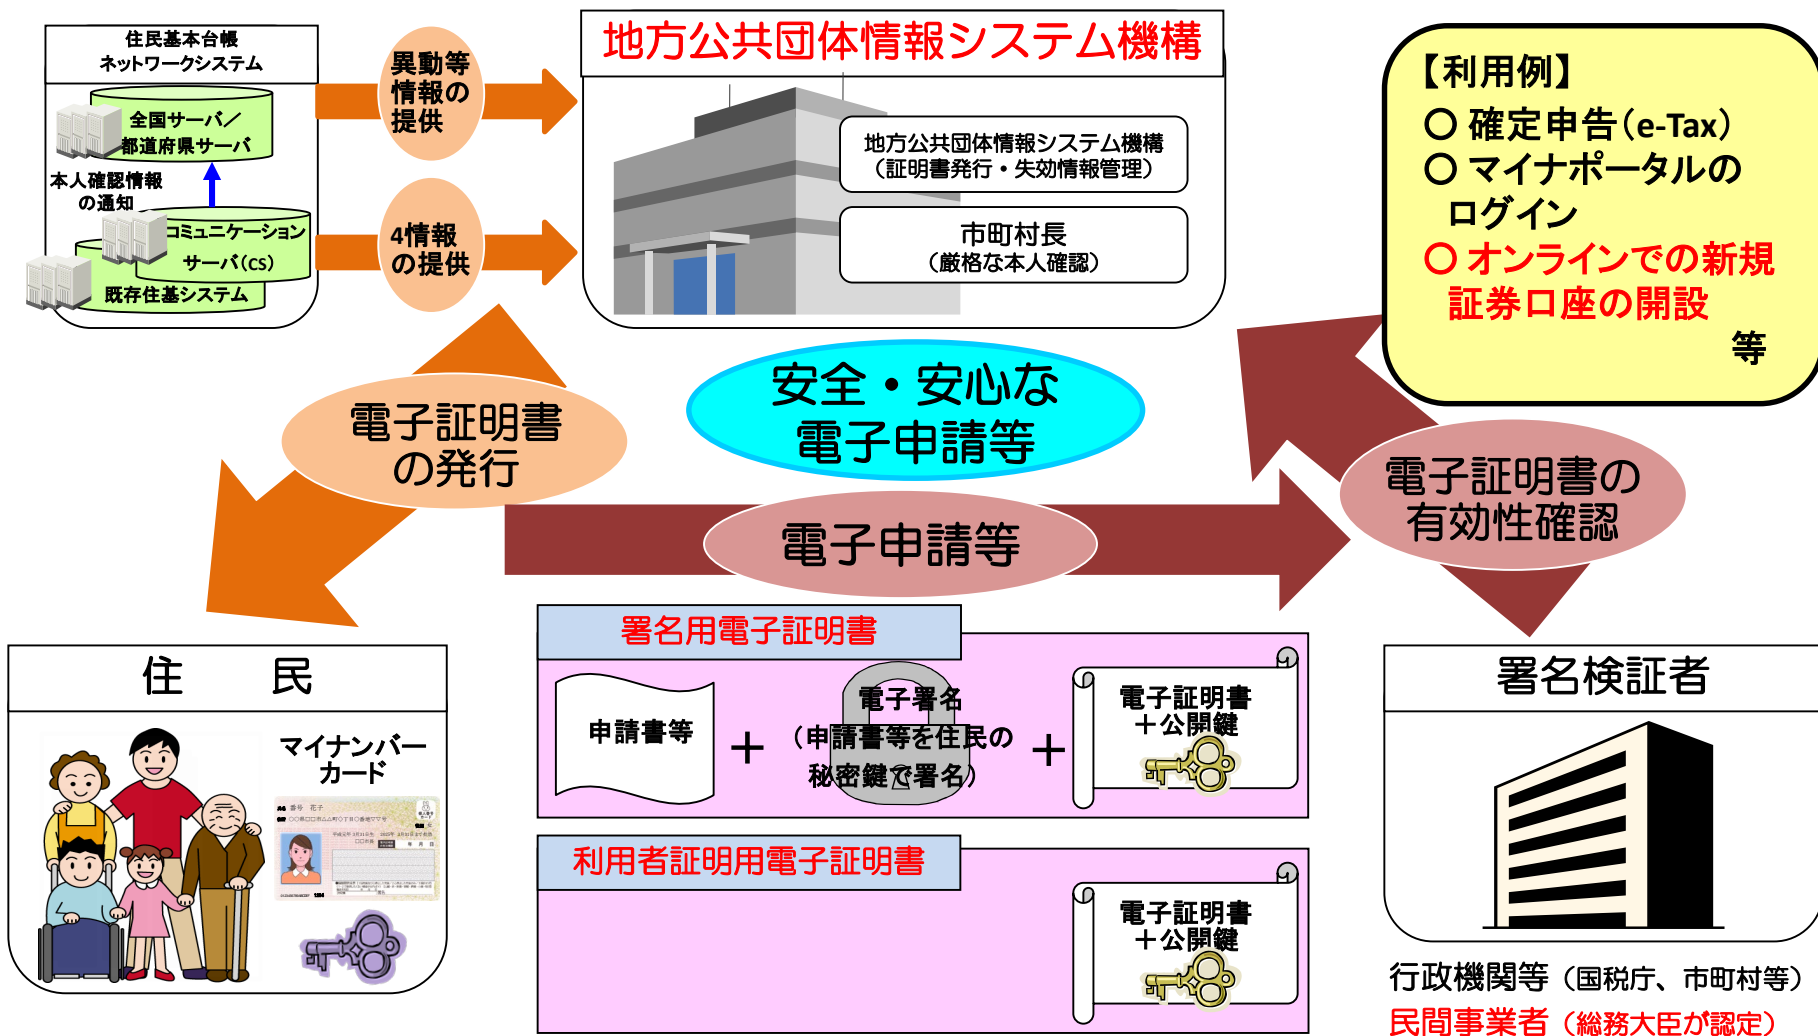 住民基本台帳
ネットワークシステム
全国サーバ／
都道府県サーバ
本人確認情報
の通知
コミュニケーション
サーバ(CS)
既存住基システム
異動等
情報の
提供
4情報
の提供
地方公共団体情報システム機構
地方公共団体情報システム機構
（証明書発行・失効情報管理）
市町村長
（厳格な本人確認）
【利用例】
○ 確定申告（e-Tax）
○ マイナポータルの
ログイン
○ オンラインでの新規
証券口座の開設
等
安全・安心な
電子申請等
電子証明書
の発行
電子申請等
電子証明書の
有効性確認
住　民
マイナンバー
カード
番号 花子
○○県□□市△△町◇丁目○番地▽▽号
署名用電子証明書
申請書等
＋
電子署名
（申請書等を住民の
秘密鍵で署名）
＋
電子証明書
＋公開鍵
利用者証明用電子証明書
電子証明書
＋公開鍵
署名検証者
行政機関等（国税庁、市町村等）
民間事業者（総務大臣が認定）